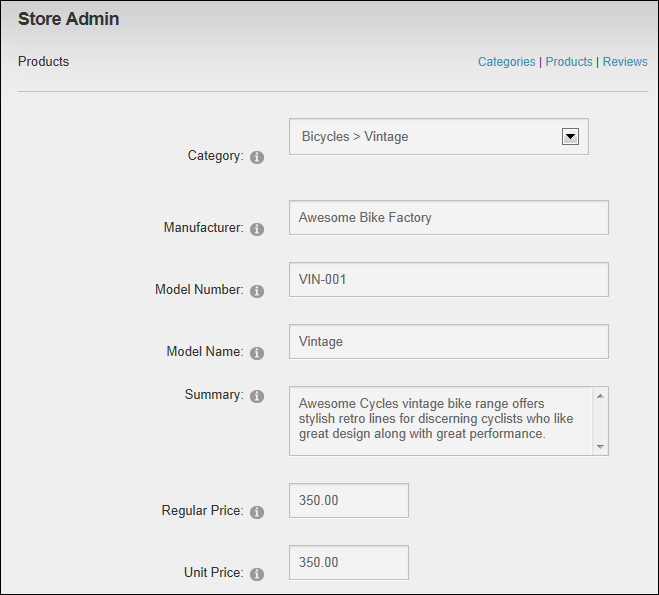 Store Admin
Products
Categories | Products | Reviews
Category:
Bicycles > Vintage
Manufacturer:
Awesome Bike Factory
Model Number:
VIN-001
Model Name:
Vintage
Summary:
Awesome Cycles vintage bike range offers
stylish retro lines for discerning cyclists who like
great design along with great performance.
Regular Price:
350.00
Unit Price:
350.00